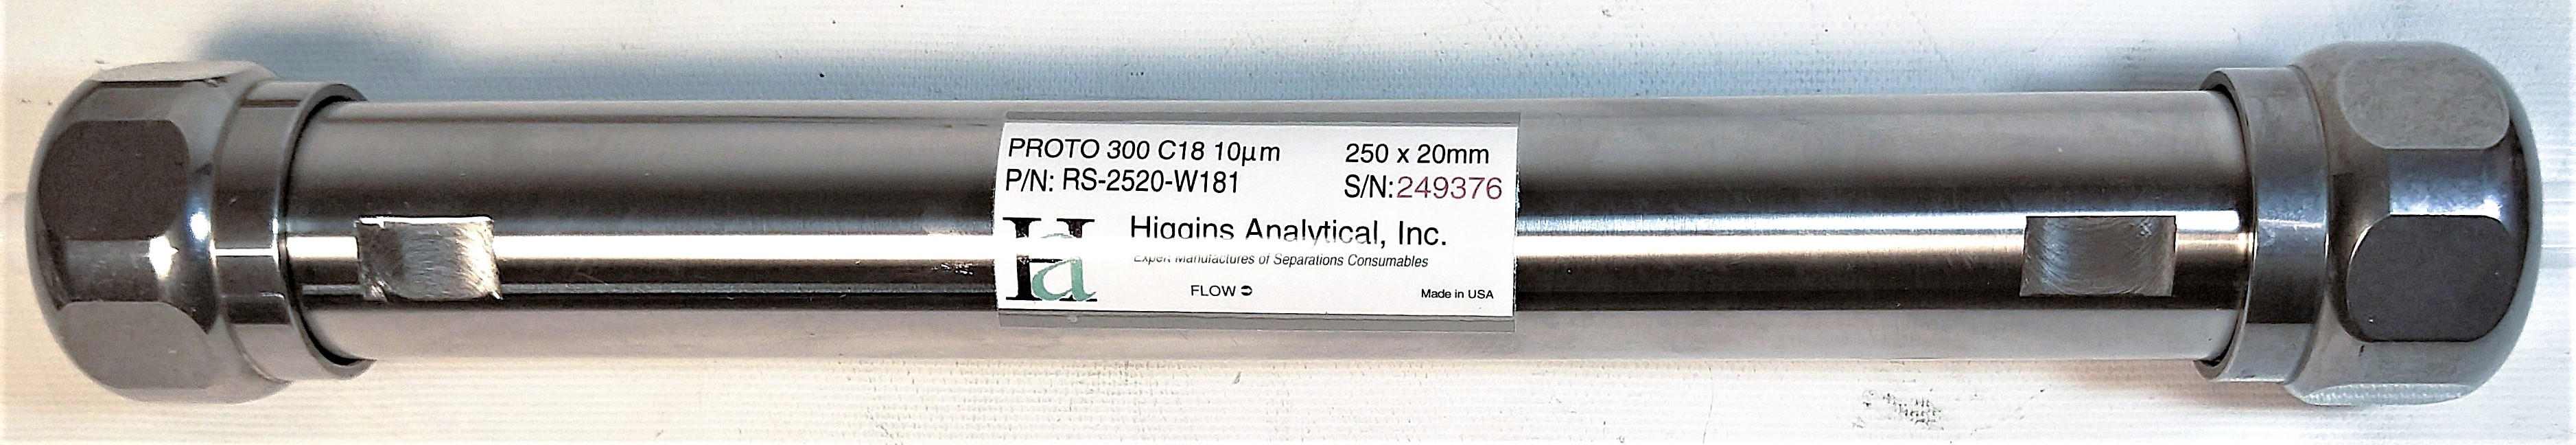 PROTO 300 C18 10µm 250 x 20mm
P/N: RS-2520-W181 S/N: 249376
Ha
Higgins Analytical, Inc.
Expert Manufactures of Separations Consumables
FLOW ➲ Made in USA